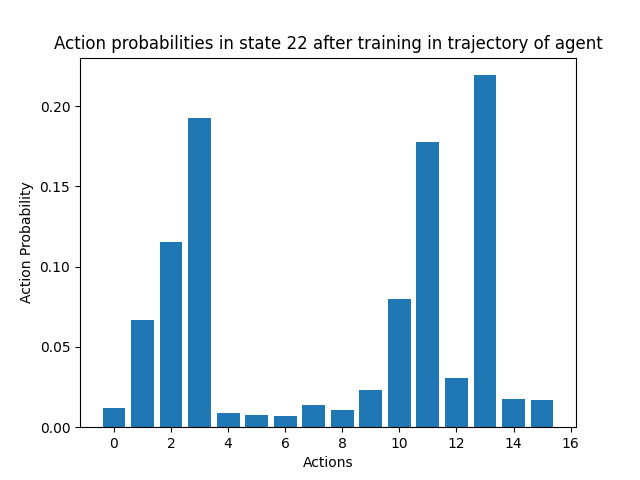 Action probabilities in state 22 after training in trajectory of agent
0.20
0.15
0.10
0.05
0.00
Action Probability
0 2 4 6 8 10 12 14 16
Actions